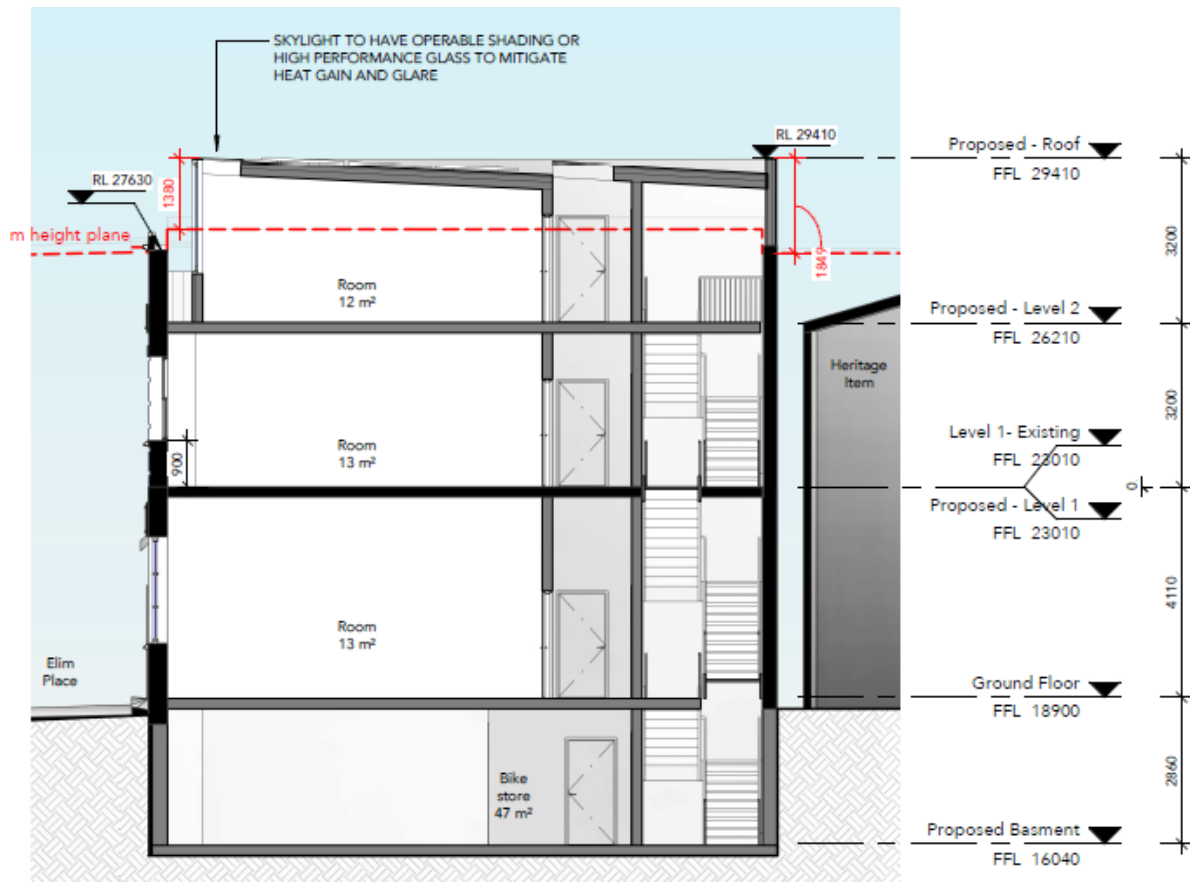 SKYLIGHT TO HAVE OPERABLE SHADING OR
HIGH PERFORMANCE GLASS TO MITIGATE
HEAT GAIN AND GLARE
RL 29410
RL 27630
1380
m height plane
1849
Room
12 m²
Room
13 m²
900
Room
13 m²
Elim
Place
Bike
store
47 m²
Heritage
Item
Proposed - Roof
FFL 29410
3200
Proposed - Level 2
FFL 26210
3200
Level 1- Existing
FFL 23010
0
Proposed - Level 1
FFL 23010
4110
Ground Floor
FFL 18900
2860
Proposed Basment
FFL 16040